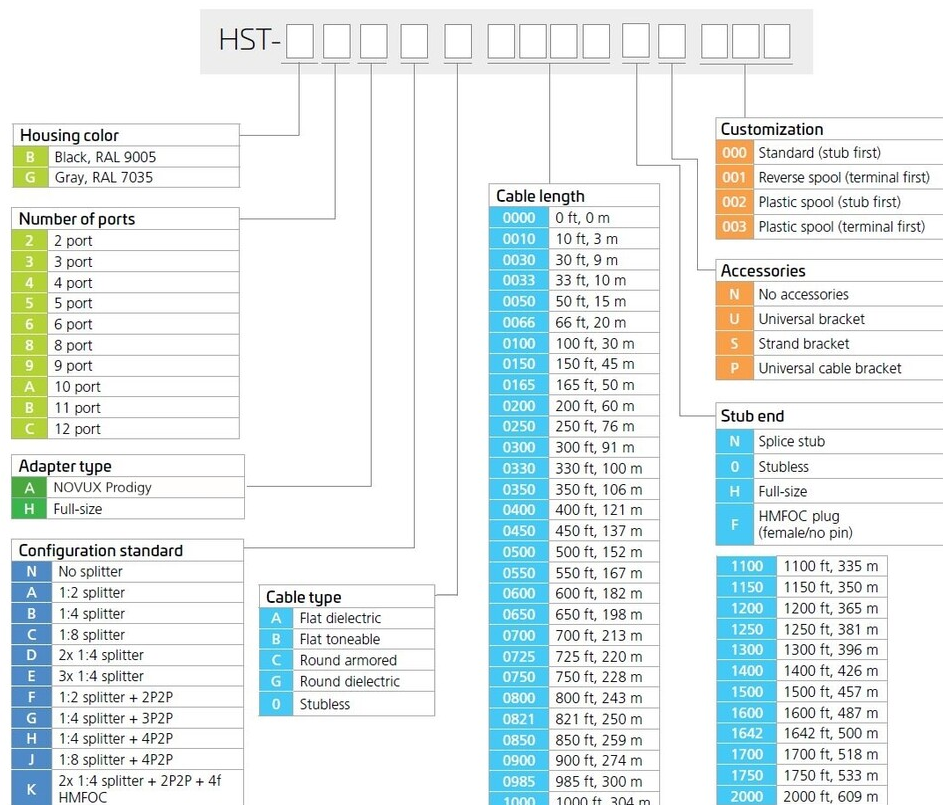 HST-
Housing color
B Black, RAL 9005
G Gray, RAL 7035
Number of ports
2 2 port
3 3 port
4 4 port
5 5 port
6 6 port
8 8 port
9 9 port
A 10 port
B 11 port
C 12 port
Adapter type
A NOVUX Prodigy
H Full-size
Configuration standard
N No splitter
A 1:2 splitter
B 1:4 splitter
C 1:8 splitter
D 2x 1:4 splitter
E 3x 1:4 splitter
F 1:2 splitter + 2P2P
G 1:4 splitter + 3P2P
H 1:4 splitter + 4P2P
J 1:8 splitter + 4P2P
K 2x 1:4 splitter + 2P2P + 4f
HMFOC
Cable type
A Flat dielectric
B Flat toneable
C Round armored
G Round dielectric
0 Stubless
Cable length
0000 0 ft, 0 m
0010 10 ft, 3 m
0030 30 ft, 9 m
0033 33 ft, 10 m
0050 50 ft, 15 m
0066 66 ft, 20 m
0100 100 ft, 30 m
0150 150 ft, 45 m
0165 165 ft, 50 m
0200 200 ft, 60 m
0250 250 ft, 76 m
0300 300 ft, 91 m
0330 330 ft, 100 m
0350 350 ft, 106 m
0400 400 ft, 121 m
0450 450 ft, 137 m
0500 500 ft, 152 m
0550 550 ft, 167 m
0600 600 ft, 182 m
0650 650 ft, 198 m
0700 700 ft, 213 m
0725 725 ft, 220 m
0750 750 ft, 228 m
0800 800 ft, 243 m
0821 821 ft, 250 m
0850 850 ft, 259 m
0900 900 ft, 274 m
0985 985 ft, 300 m
1000 1000 ft, 304 m
Customization
000 Standard (stub first)
001 Reverse spool (terminal first)
002 Plastic spool (stub first)
003 Plastic spool (terminal first)
Accessories
N No accessories
U Universal bracket
S Strand bracket
P Universal cable bracket
Stub end
N Splice stub
0 Stubless
H Full-size
F HMFOC plug
(female/no pin)
1100 1100 ft, 335 m
1150 1150 ft, 350 m
1200 1200 ft, 365 m
1250 1250 ft, 381 m
1300 1300 ft, 396 m
1400 1400 ft, 426 m
1500 1500 ft, 457 m
1600 1600 ft, 487 m
1642 1642 ft, 500 m
1700 1700 ft, 518 m
1750 1750 ft, 533 m
2000 2000 ft, 609 m